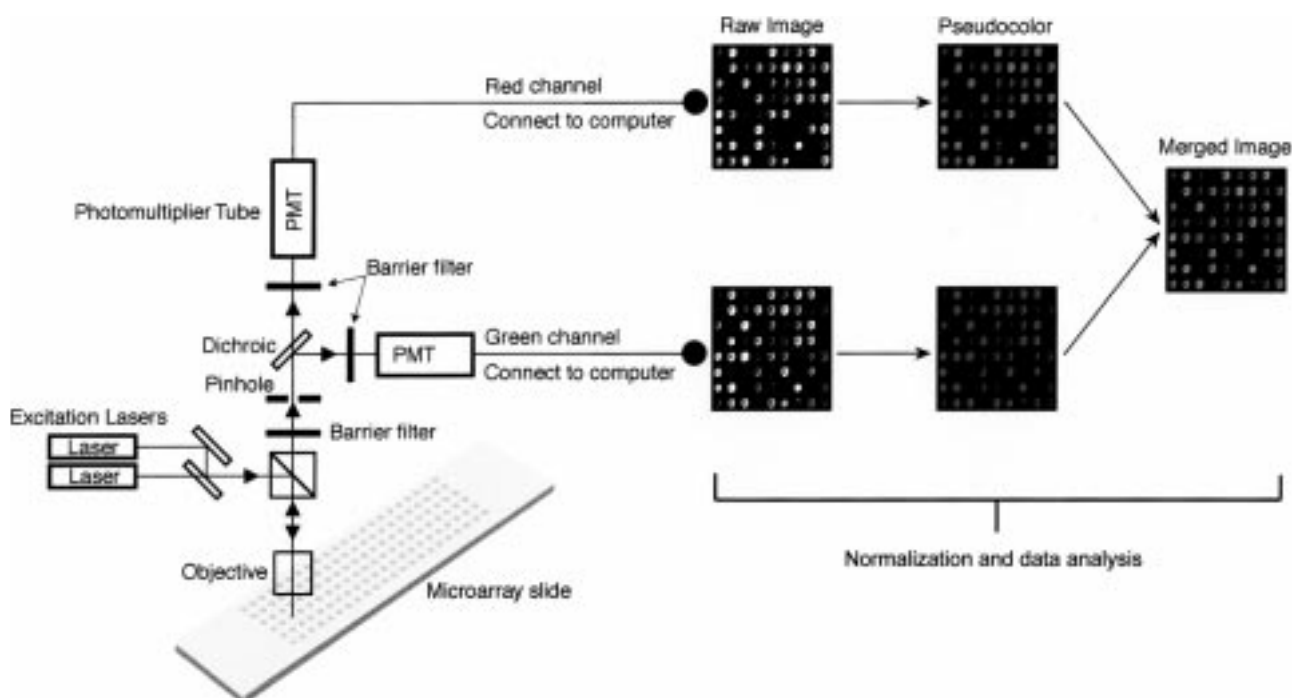 Raw Image
Pseudocolor
Red channel
Connect to computer
Merged Image
PMT
Photomultiplier Tube
Barrier filter
Dichroic
PMT
Green channel
Connect to computer
Pinhole
Excitation Lasers
Laser
Laser
Barrier filter
Objective
Microarray slide
Normalization and data analysis